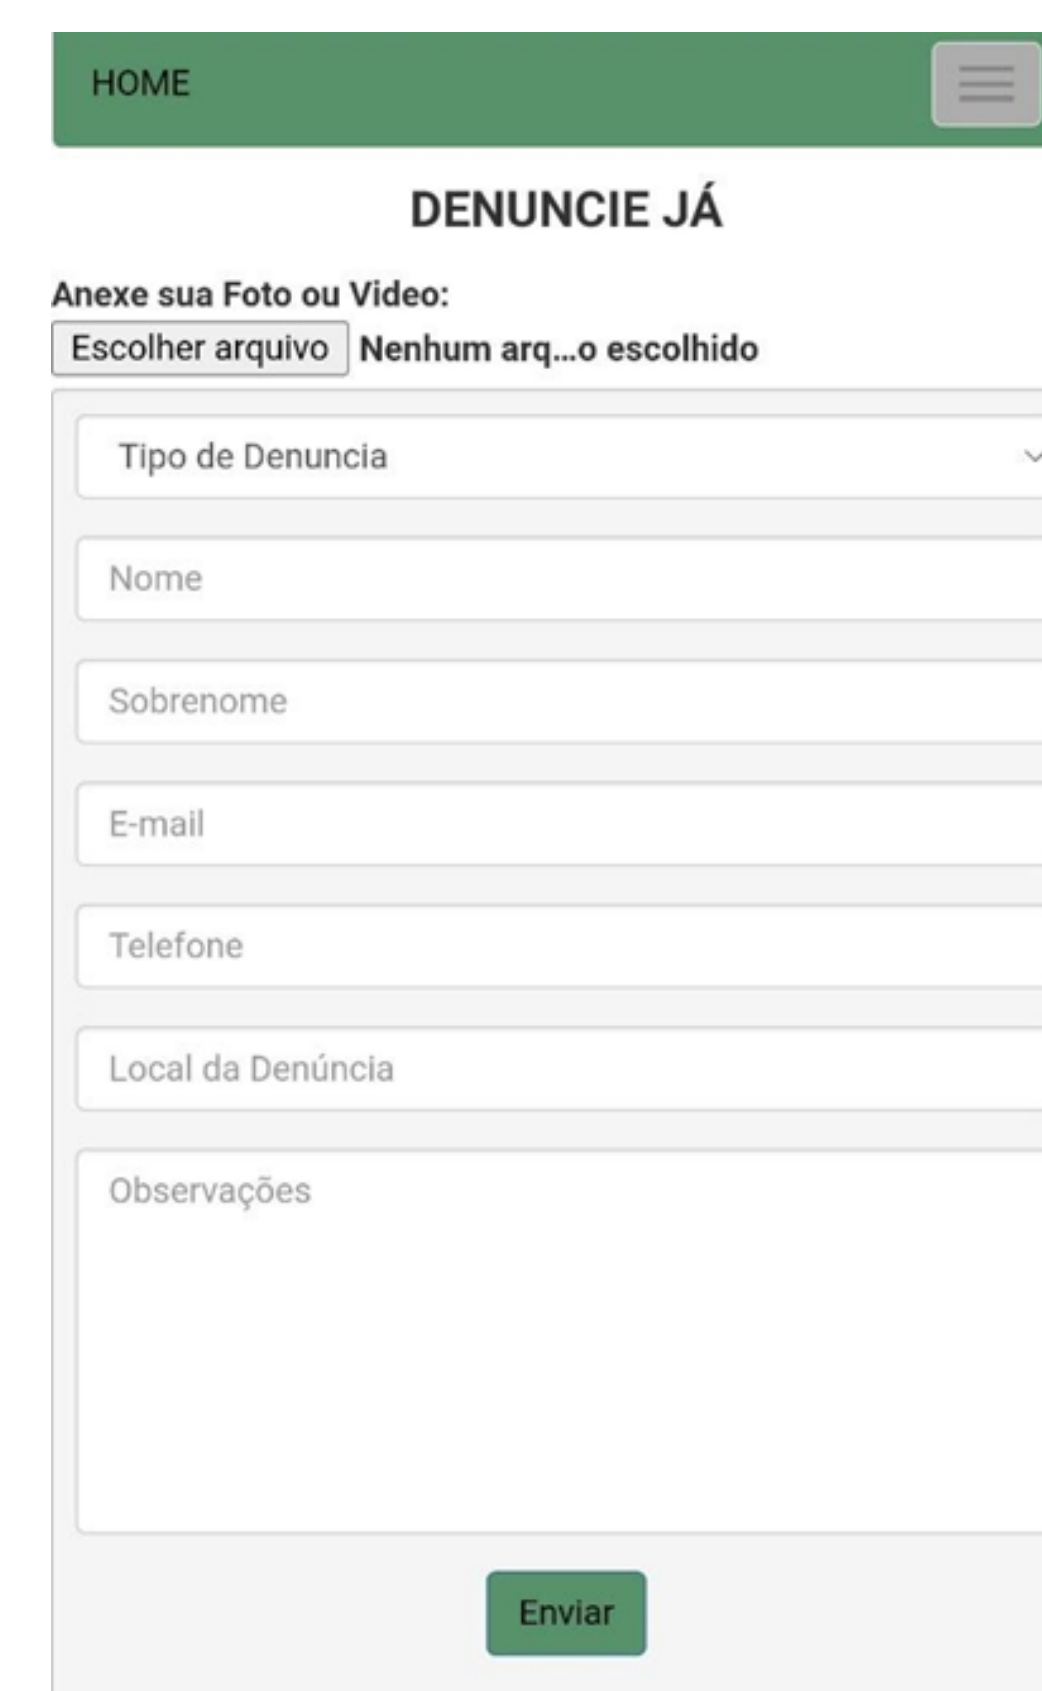 HOME
DENUNCIE JÁ
Anexe sua Foto ou Video:
Escolher arquivo Nenhum arq...o escolhido
Tipo de Denuncia
Nome
Sobrenome
E-mail
Telefone
Local da Denúncia
Observações
Enviar